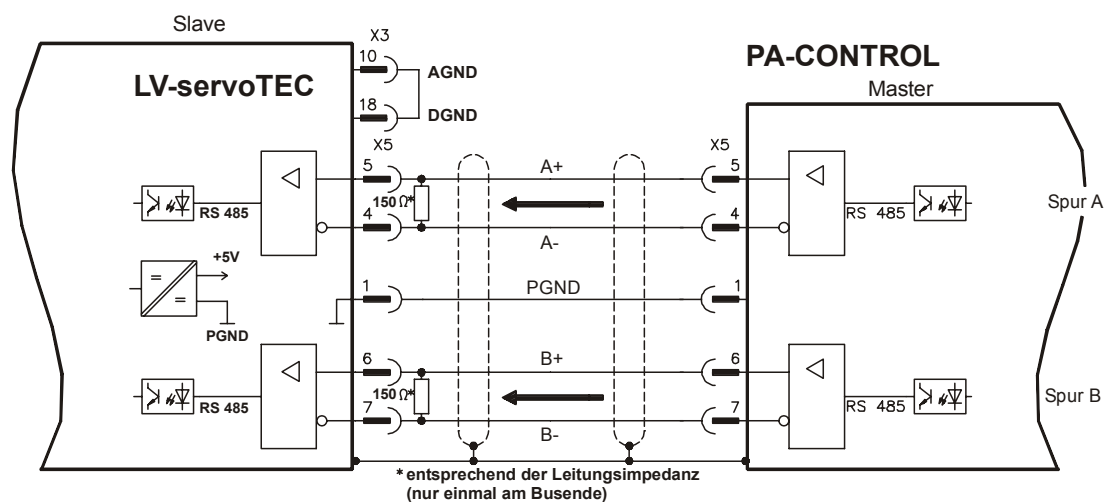 Slave
LV-servoTEC
X3
10
AGND
18
DGND
X5
5
A+
150 Ω*
4
A-
RS 485
+5V
PGND
1
PGND
6
B+
150 Ω*
7
B-
RS 485
PA-CONTROL
Master
X5
5
4
RS 485
Spur A
1
6
7
RS 485
Spur B
* entsprechend der Leitungsimpedanz
(nur einmal am Busende)